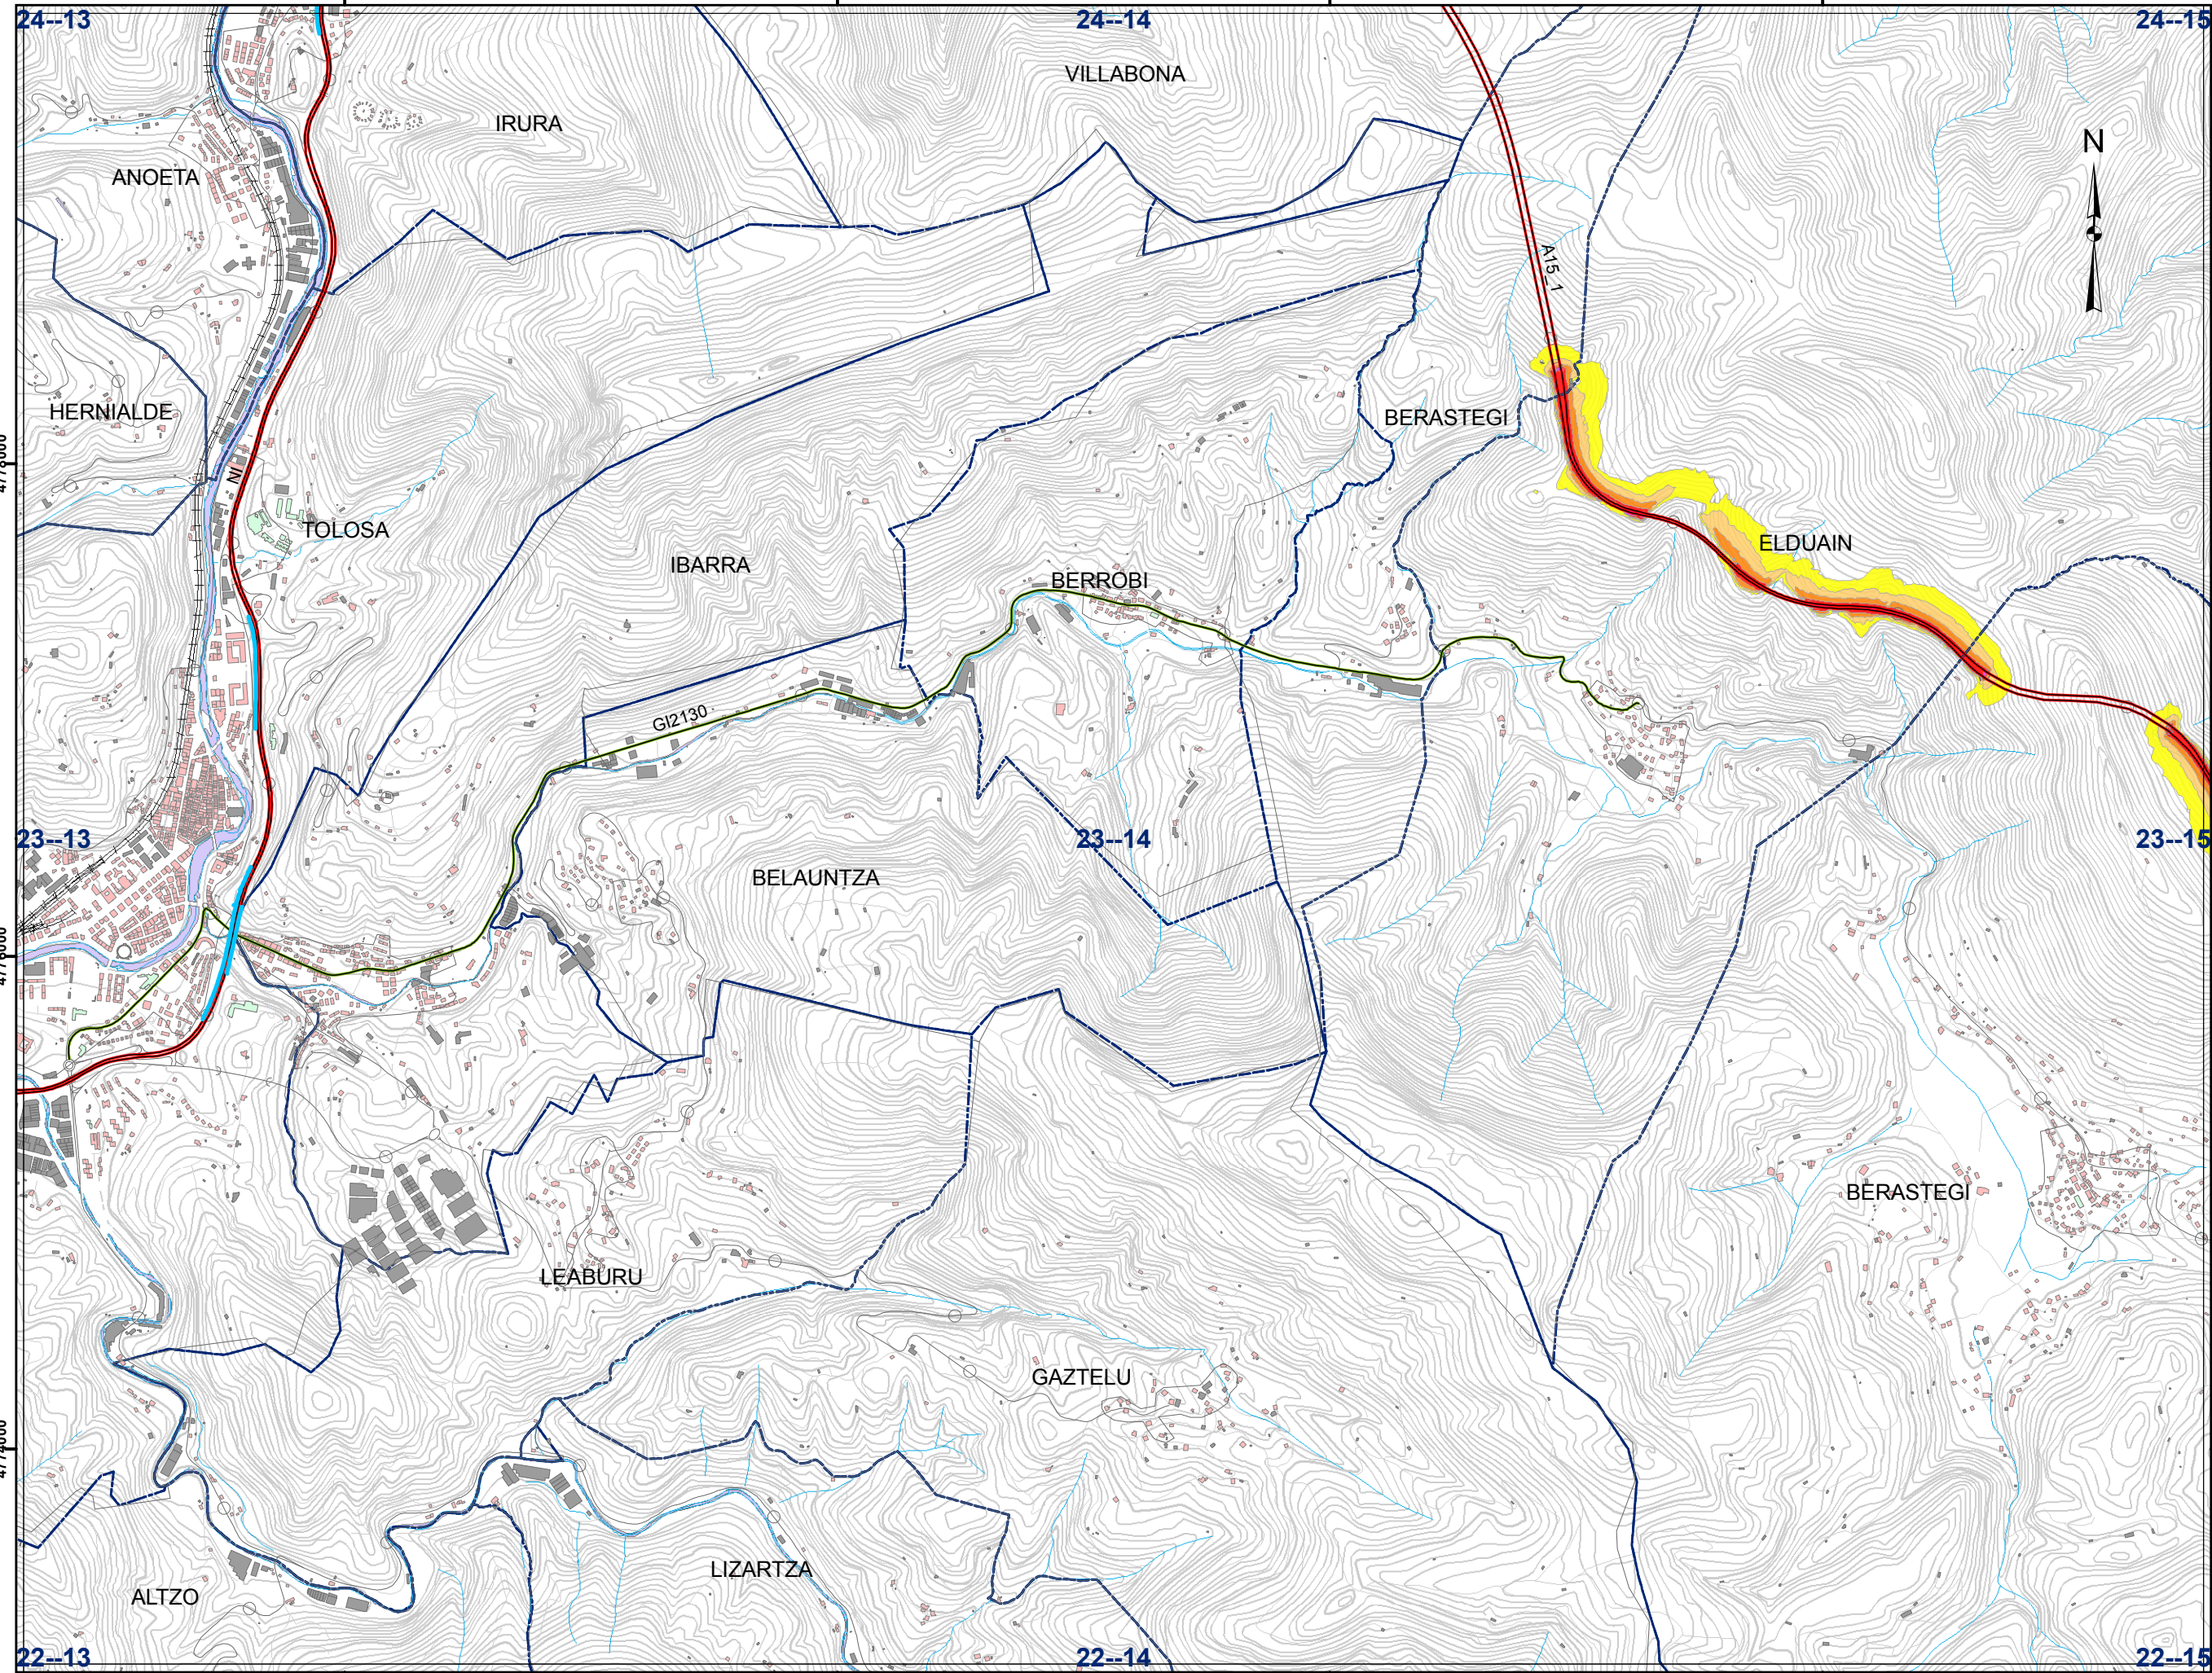 24--13
24--14
24--15
VILLABONA
IRURA
N
ANOETA
A15_1
HERNIALDE
BERASTEGI
NI
TOLOSA
ELDUAIN
IBARRA
BERROBI
GI2130
23--13
23--14
23--15
BELAUNTZA
BERASTEGI
LEABURU
GAZTELU
LIZARTZA
ALTZO
22--13
22--14
22--15